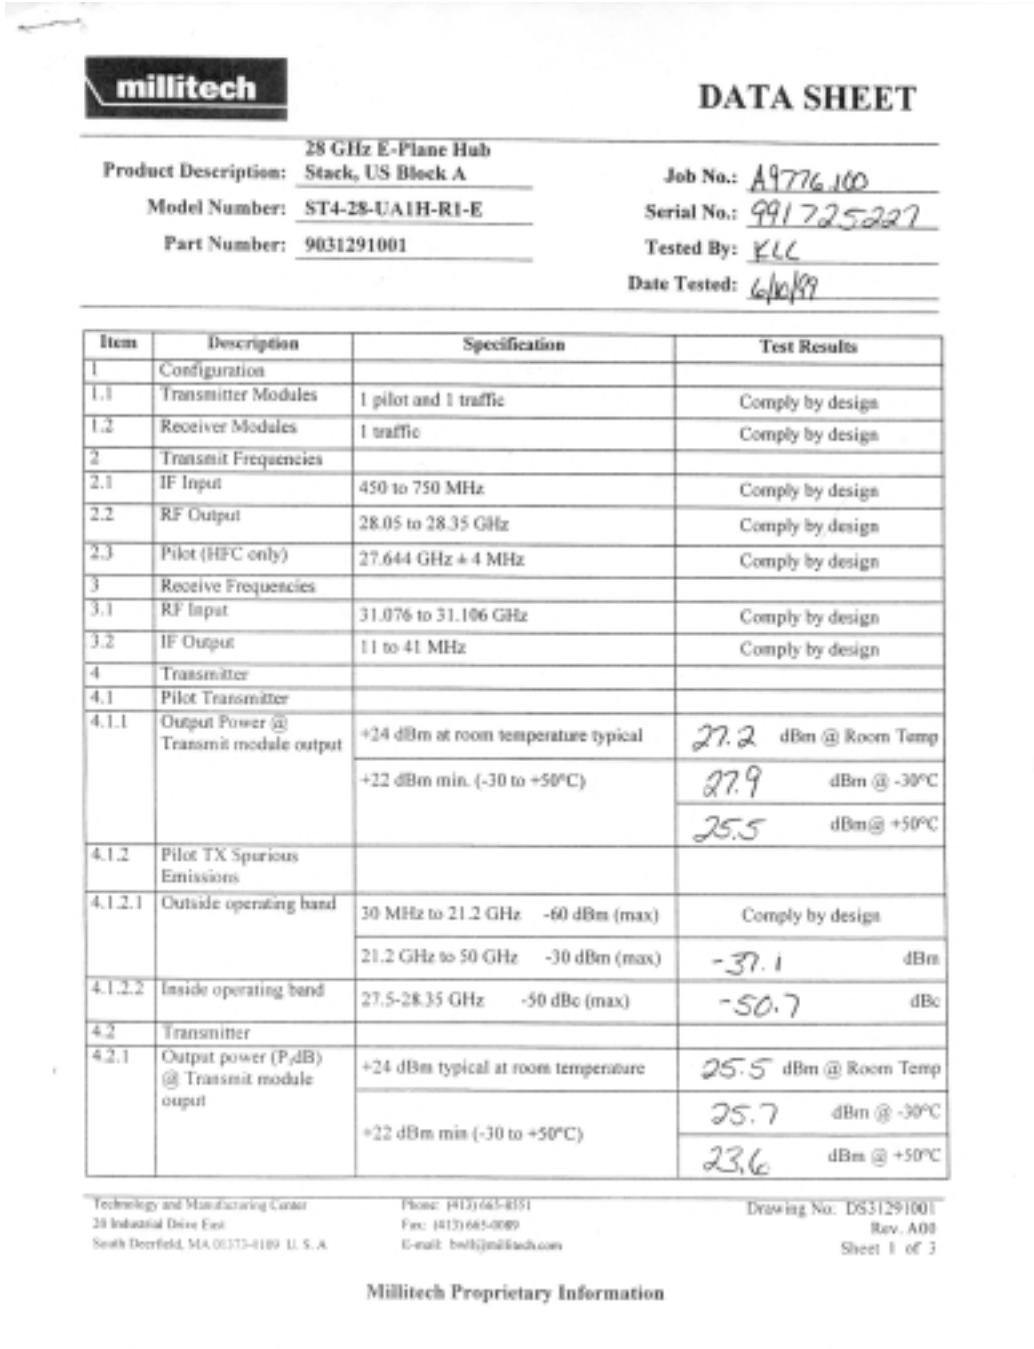 millitech
DATA SHEET
28 GHz E-Plane Hub
Product Description: Stack, US Block A
Job No.: A9776.100
Model Number: ST4-28-UA1H-R1-E
Serial No.: 991725227
Part Number: 9031291001
Tested By: KLC
Date Tested: 6/10/99
Item Description Specification Test Results
1 Configuration
1.1 Transmitter Modules 1 pilot and 1 traffic Comply by design
1.2 Receiver Modules 1 traffic Comply by design
2 Transmit Frequencies
2.1 IF Input 450 to 750 MHz Comply by design
2.2 RF Output 28.05 to 28.35 GHz Comply by design
2.3 Pilot (HFC only) 27.644 GHz ± 4 MHz Comply by design
3 Receive Frequencies
3.1 RF Input 31.076 to 31.106 GHz Comply by design
3.2 IF Output 11 to 41 MHz Comply by design
4 Transmitter
4.1 Pilot Transmitter
4.1.1 Output Power @
Transmit module output +24 dBm at room temperature typical 27.2 dBm @ Room Temp
+22 dBm min. (-30 to +50°C) 27.9 dBm @ -30°C
25.5 dBm@ +50°C
4.1.2 Pilot TX Spurious
Emissions
4.1.2.1 Outside operating band 30 MHz to 21.2 GHz -60 dBm (max) Comply by design
21.2 GHz to 50 GHz -30 dBm (max) -37.1 dBm
4.1.2.2 Inside operating band 27.5-28.35 GHz -50 dBc (max) -50.7 dBc
4.2 Transmitter
4.2.1 Output power (P1dB)
@ Transmit module
ouput +24 dBm typical at room temperature 25.5 dBm @ Room Temp
+22 dBm min (-30 to +50°C) 25.7 dBm @ -30°C
23.6 dBm @ +50°C
Technology and Manufacturing Center Phone: (413) 665-8551 Drawing No: DS31291001
20 Industrial Drive East Fax: (413) 665-0089 Rev. A00
South Deerfield, MA 01373-0109 U. S. A E-mail: Sheet 1 of 3
Millitech Proprietary Information